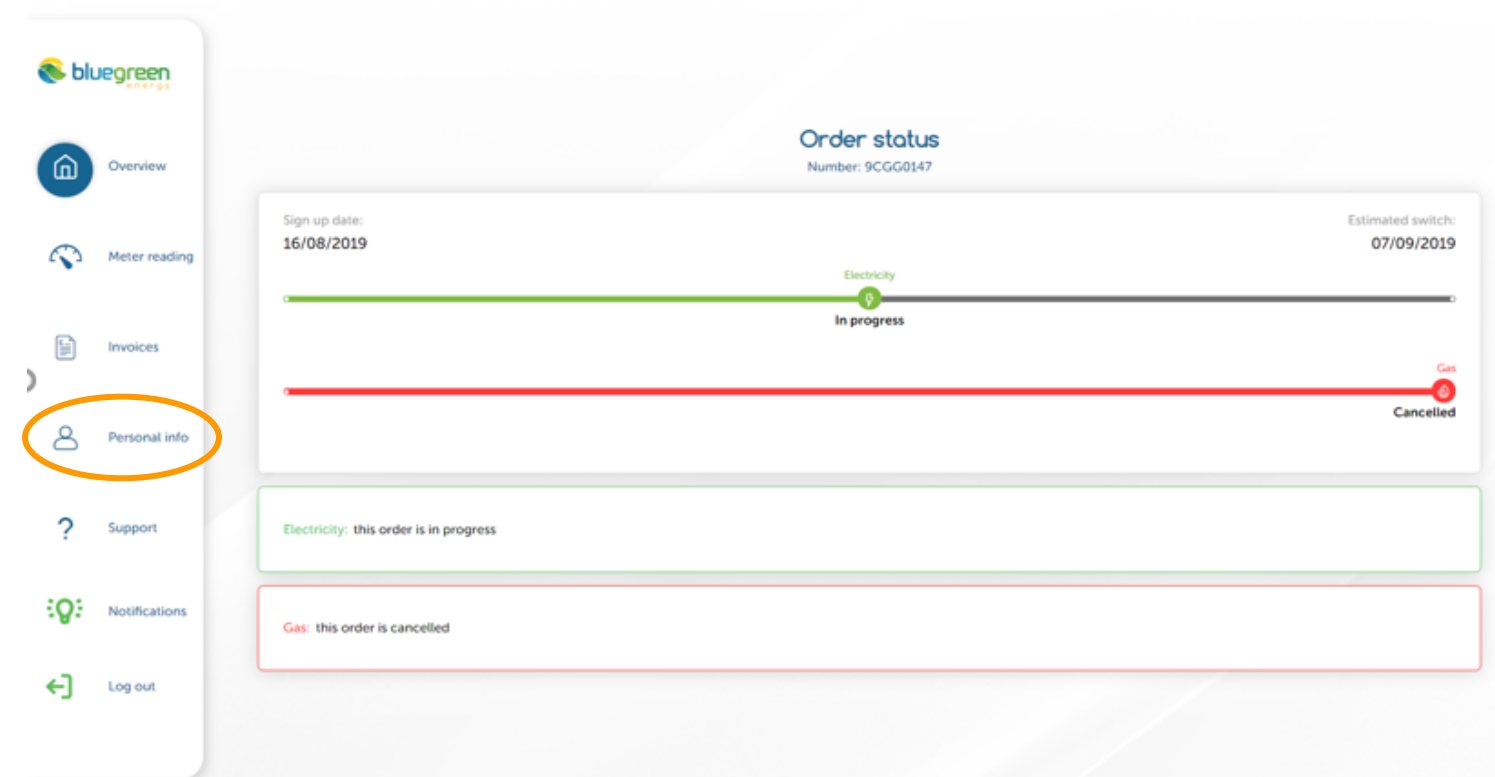 bluegreen
energy
Overview
Meter reading
Invoices
Personal info
?
Support
Notifications
Log out
Order status
Number: 9CGG0147
Sign up date:
16/08/2019
Estimated switch:
07/09/2019
Electricity
In progress
Gas
Cancelled
Electricity: this order is in progress
Gas: this order is cancelled